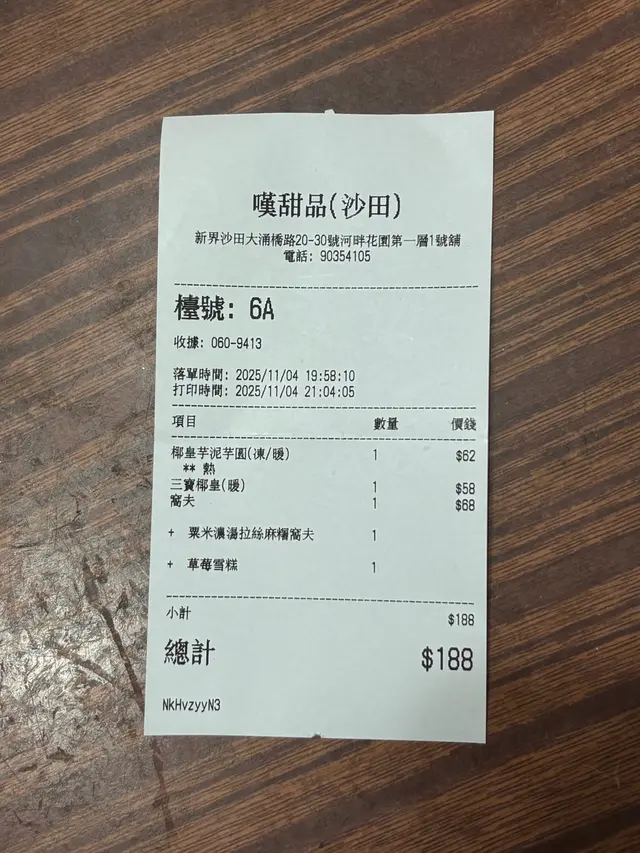 嘆甜品(沙田)
新界沙田大涌橋路20-30號河畔花園第一層1號舖
電話: 90354105
檯號: 6A
收據: 060-9413
落單時間: 2025/11/04 19:58:10
打印時間: 2025/11/04 21:04:05
項目 數量 價錢
椰皇芋泥芋圓(凍/暖) 1 $62
** 熱
三寶椰皇(暖) 1 $58
窩夫 1 $68
+ 粟米濃湯拉絲麻糬窩夫 1
+ 草莓雪糕 1
小計 $188
總計 $188
NkHvzyyN3